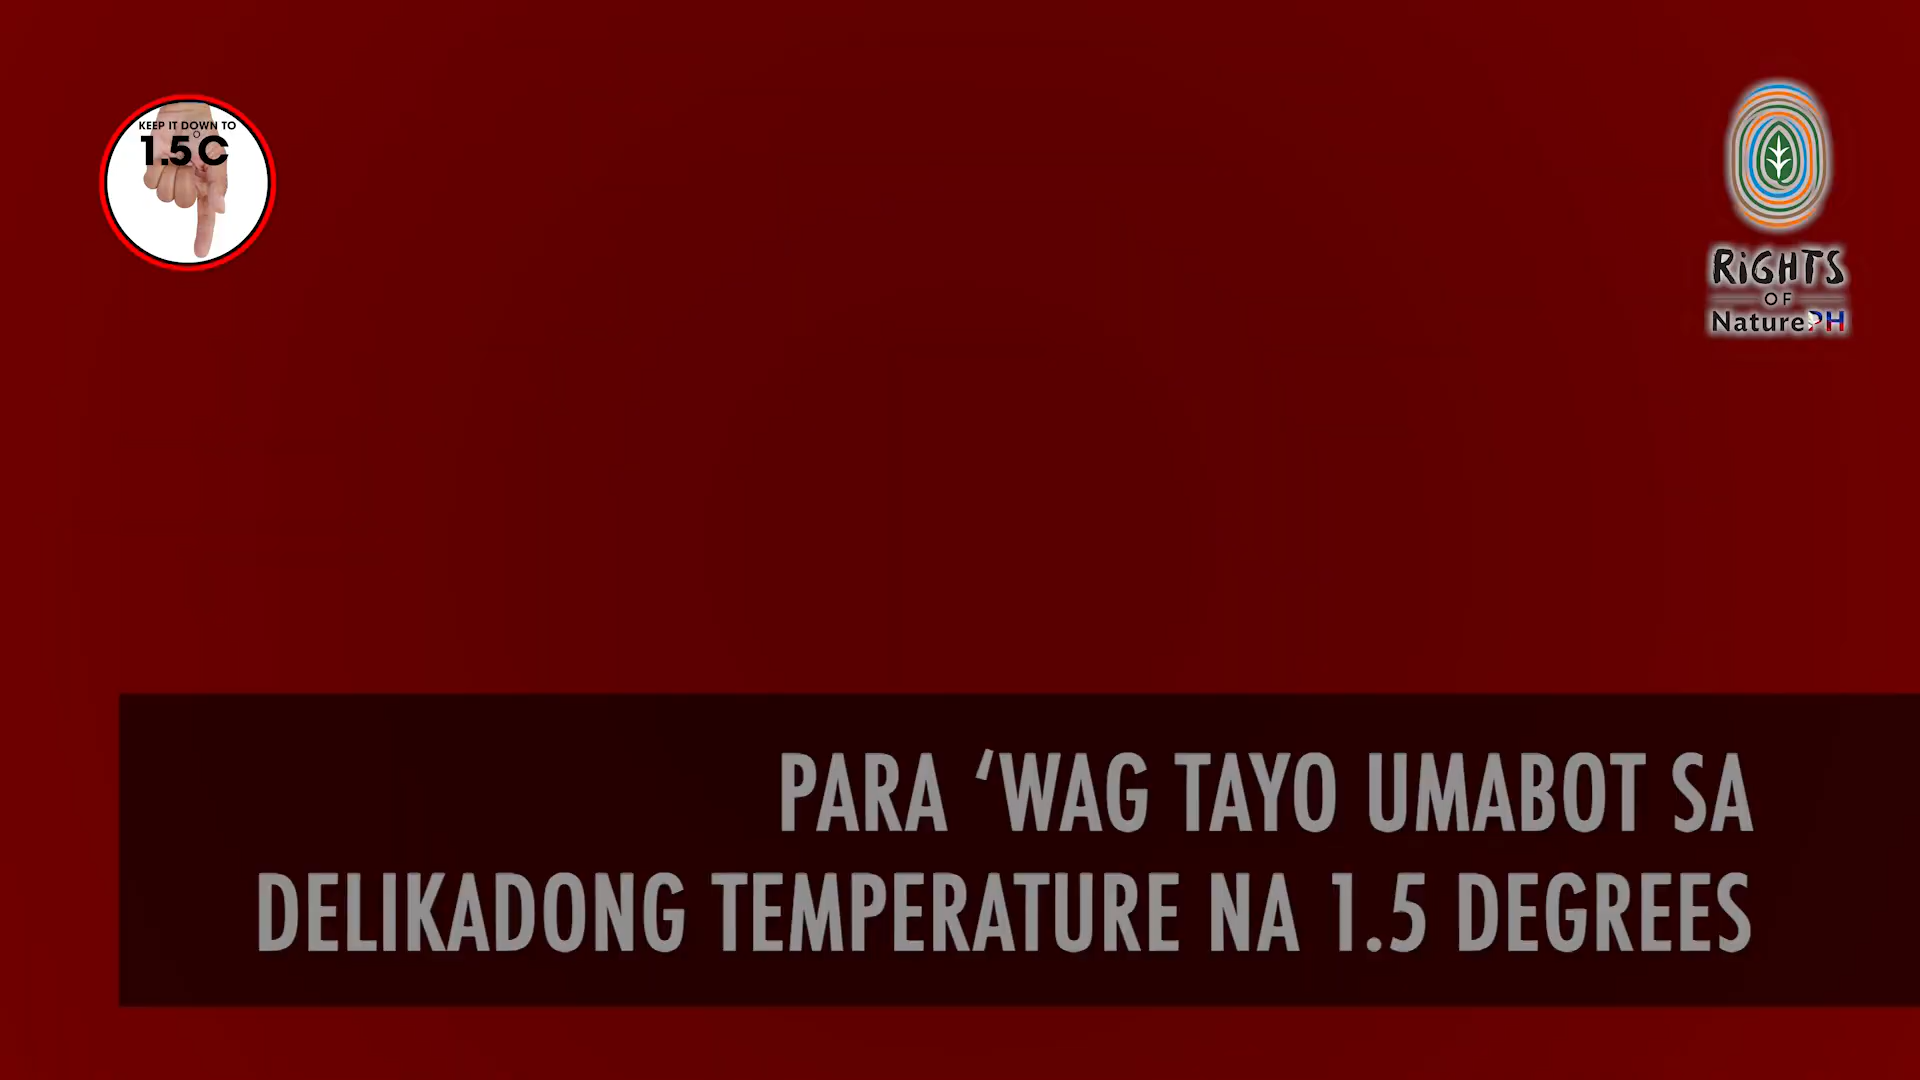 KEEP IT DOWN TO
1.5°C
RiGHTS
OF
NaturePH
PARA ‘WAG TAYO UMABOT SA
DELIKADONG TEMPERATURE NA 1.5 DEGREES